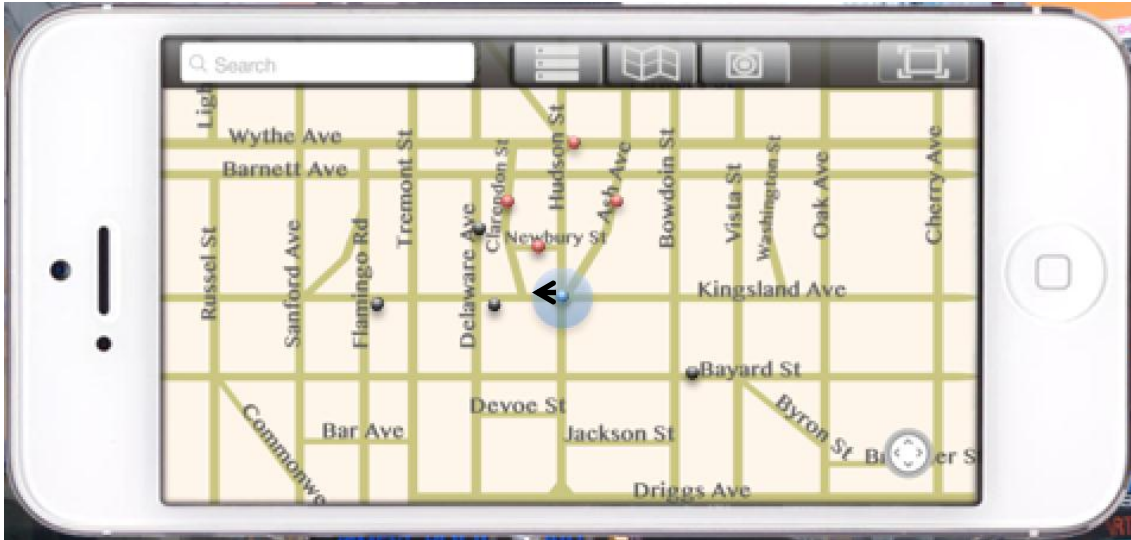 Search
Wythe Ave
Barnett Ave
Hudson St
Clarendon St
Ash Ave
Tremont St
Delaware Ave
Newbury St
Bowdoin St
Vista St
Washington St
Oak Ave
Cherry Ave
Russel St
Sanford Ave
Flamingo Rd
Kingsland Ave
Bayard St
Devoe St
Byron St
Commonwe
Bar Ave
Jackson St
Driggs Ave